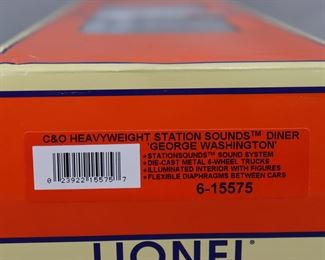 C&O HEAVYWEIGHT STATION SOUNDS™ DINER
'GEORGE WASHINGTON'
•STATIONSOUNDS™ SOUND SYSTEM
•DIE-CAST METAL 6-WHEEL TRUCKS
•ILLUMINATED INTERIOR WITH FIGURES
•FLEXIBLE DIAPHRAGMS BETWEEN CARS
0 23922 15575 7
6-15575
LIONEL®